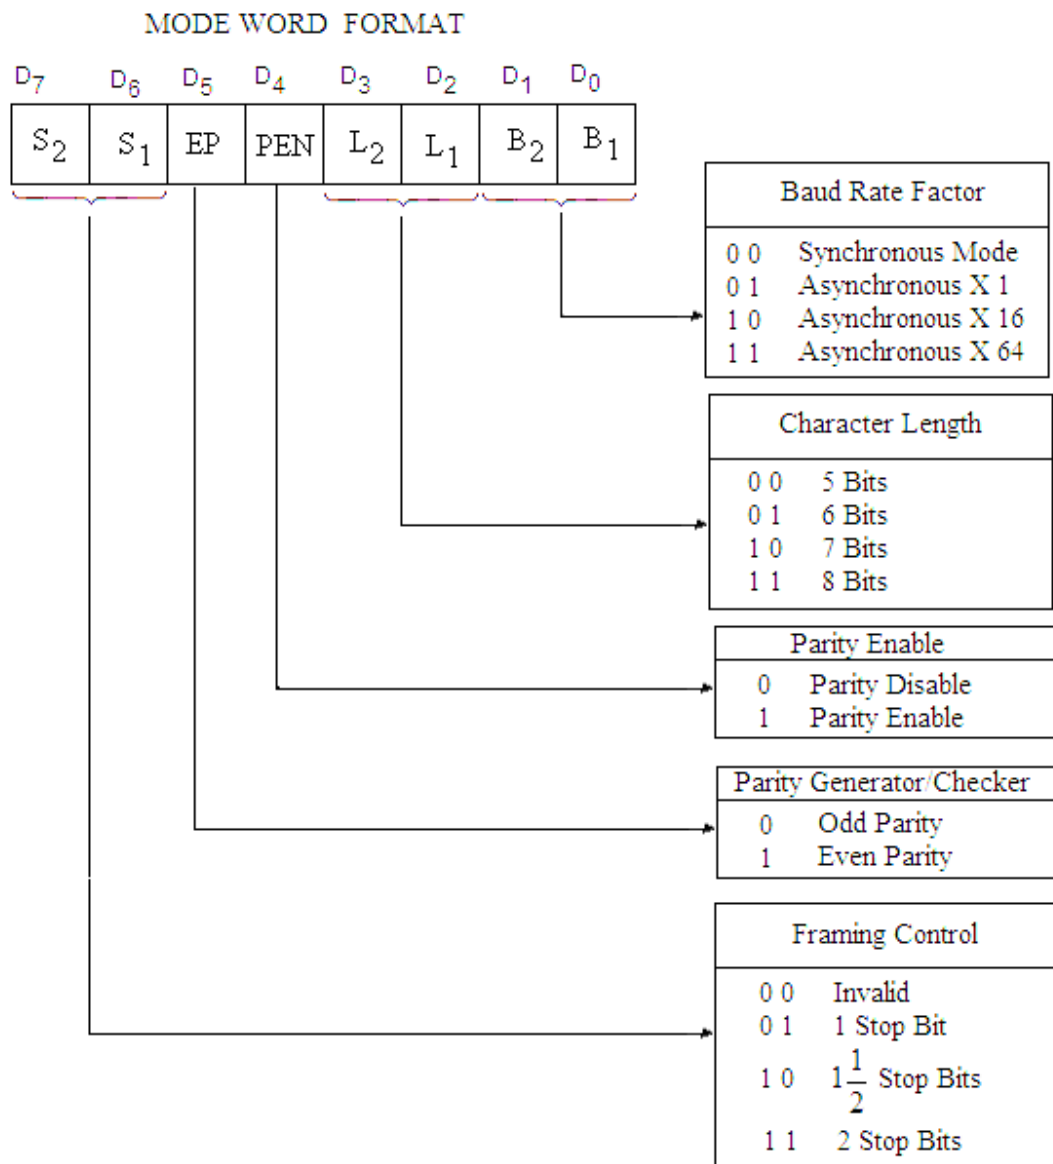 MODE WORD FORMAT
D7 D6 D5 D4 D3 D2 D1 D0
S2 S1 EP PEN L2 L1 B2 B1
Baud Rate Factor
0 0 Synchronous Mode
0 1 Asynchronous X 1
1 0 Asynchronous X 16
1 1 Asynchronous X 64
Character Length
0 0 5 Bits
0 1 6 Bits
1 0 7 Bits
1 1 8 Bits
Parity Enable
0 Parity Disable
1 Parity Enable
Parity Generator/Checker
0 Odd Parity
1 Even Parity
Framing Control
0 0 Invalid
0 1 1 Stop Bit
1 0 1 1/2 Stop Bits
1 1 2 Stop Bits